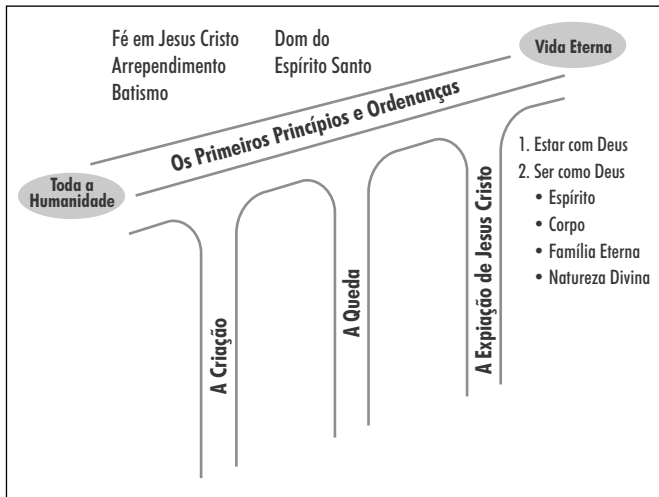 Fé em Jesus Cristo
Arrependimento
Batismo
Dom do
Espírito Santo
Vida Eterna
Os Primeiros Princípios e Ordenanças
Toda a
Humanidade
1. Estar com Deus
2. Ser como Deus
• Espírito
• Corpo
• Família Eterna
• Natureza Divina
A Criação
A Queda
A Expiação de Jesus Cristo